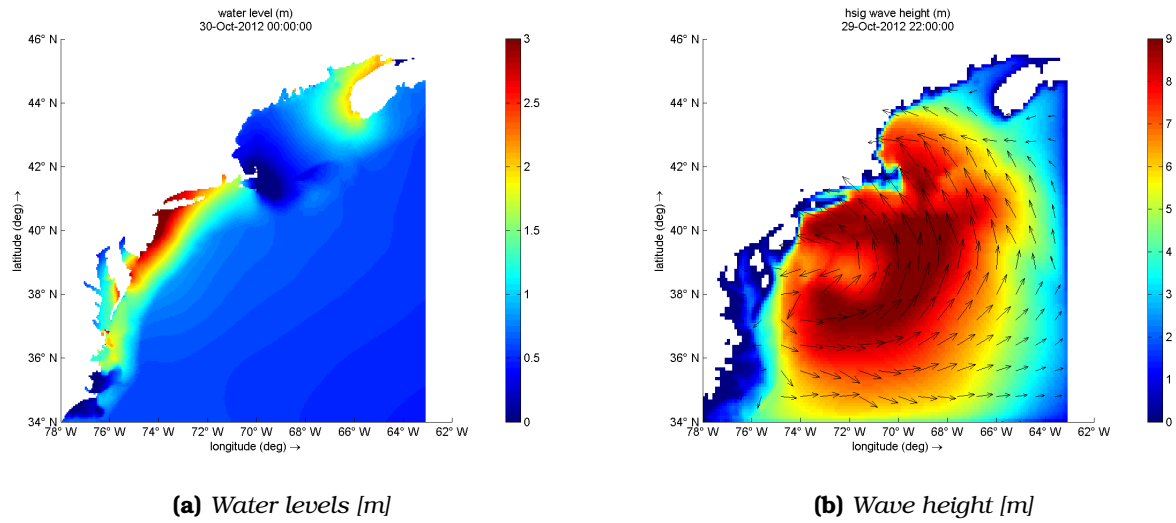 water level (m)
30-Oct-2012 00:00:00
46° N
44° N
42° N
40° N
38° N
36° N
34° N
latitude (deg) →
78° W 76° W 74° W 72° W 70° W 68° W 66° W 64° W 62° W
longitude (deg) →
3
2.5
2
1.5
1
0.5
0
(a) Water levels [m]
hsig wave height (m)
29-Oct-2012 22:00:00
46° N
44° N
42° N
40° N
38° N
36° N
34° N
latitude (deg) →
78° W 76° W 74° W 72° W 70° W 68° W 66° W 64° W 62° W
longitude (deg) →
9
8
7
6
5
4
3
2
1
0
(b) Wave height [m]